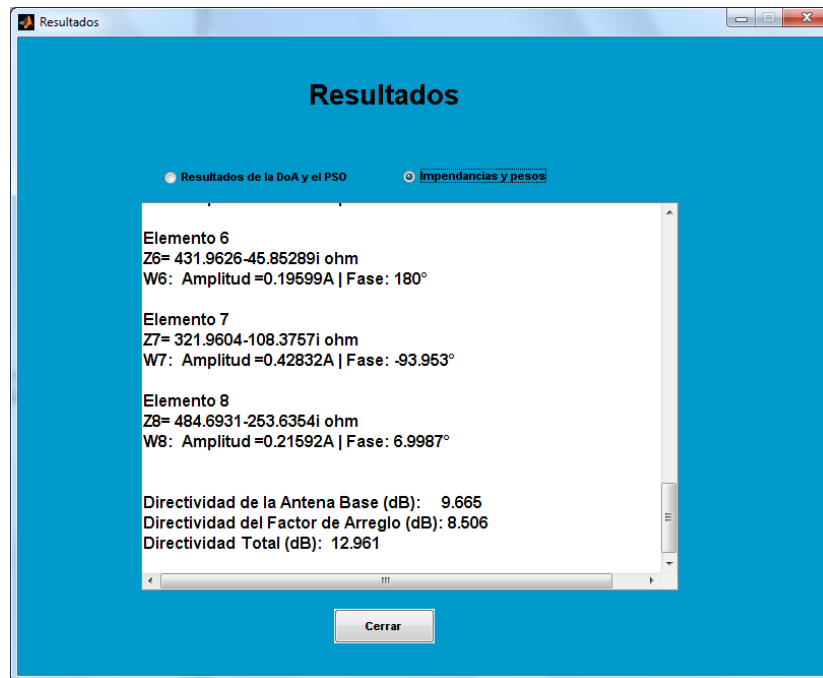 Resultados
Resultados
Resultados de la DoA y el PSO
Impendancias y pesos
Elemento 6
Z6= 431.9626-45.85289i ohm
W6:  Amplitud =0.19599A | Fase: 180°
Elemento 7
Z7= 321.9604-108.3757i ohm
W7:  Amplitud =0.42832A | Fase: -93.953°
Elemento 8
Z8= 484.6931-253.6354i ohm
W8:  Amplitud =0.21592A | Fase: 6.9987°
Directividad de la Antena Base (dB):    9.665
Directividad del Factor de Arreglo (dB): 8.506
Directividad Total (dB):  12.961
Cerrar